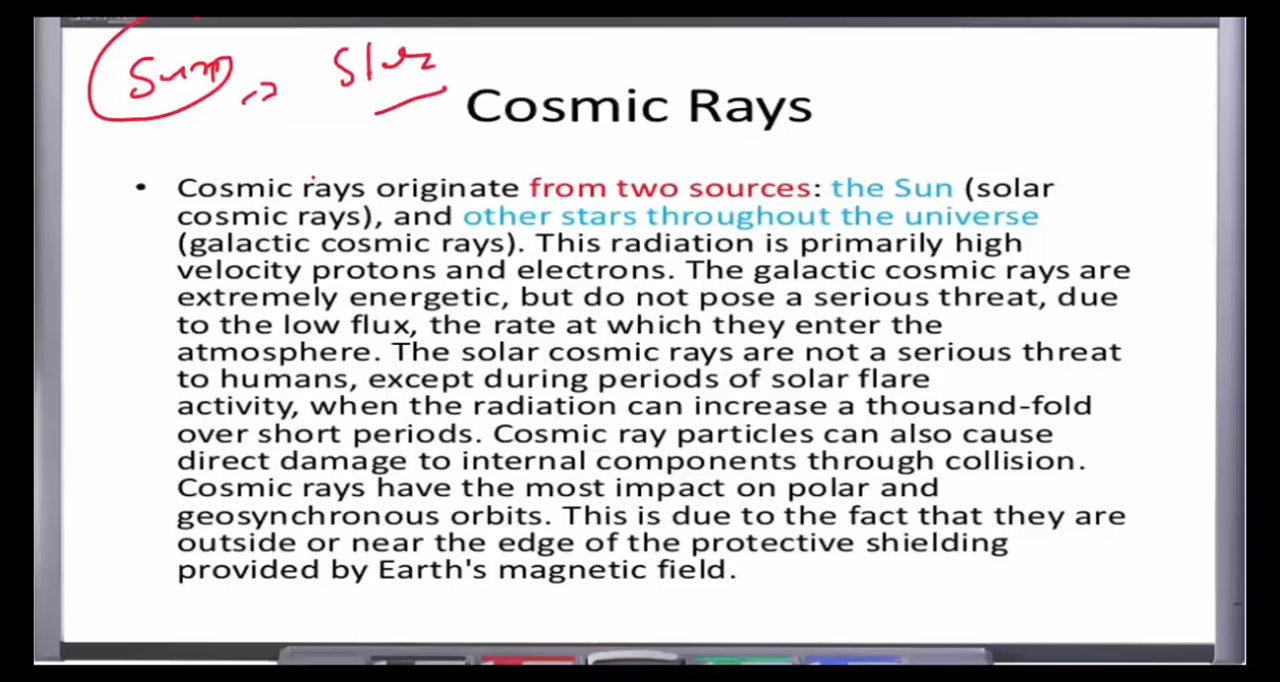 Sun
Star
Cosmic Rays
• Cosmic rays originate from two sources: the Sun (solar
cosmic rays), and other stars throughout the universe
(galactic cosmic rays). This radiation is primarily high
velocity protons and electrons. The galactic cosmic rays are
extremely energetic, but do not pose a serious threat, due
to the low flux, the rate at which they enter the
atmosphere. The solar cosmic rays are not a serious threat
to humans, except during periods of solar flare
activity, when the radiation can increase a thousand-fold
over short periods. Cosmic ray particles can also cause
direct damage to internal components through collision.
Cosmic rays have the most impact on polar and
geosynchronous orbits. This is due to the fact that they are
outside or near the edge of the protective shielding
provided by Earth's magnetic field.